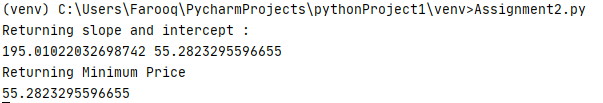 (venv) C:\Users\Farooq\PycharmProjects\pythonProject1\venv>Assignment2.py
Returning slope and intercept :
195.01022032698742 55.2823295596655
Returning Minimum Price
55.2823295596655